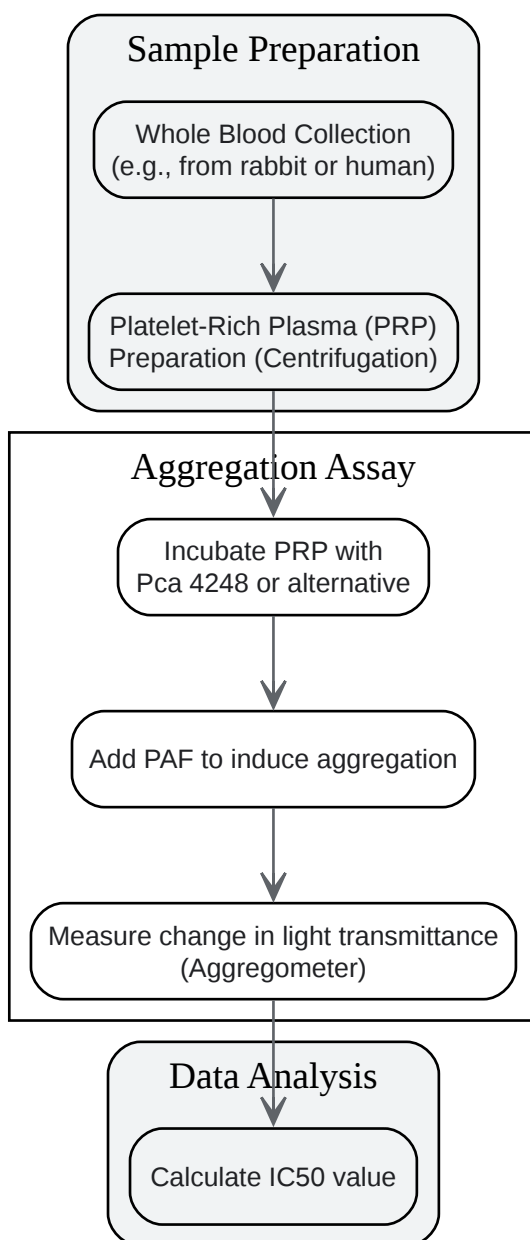 Sample Preparation
Whole Blood Collection
(e.g., from rabbit or human)
Platelet-Rich Plasma (PRP)
Preparation (Centrifugation)
Aggregation Assay
Incubate PRP with
Pca 4248 or alternative
Add PAF to induce aggregation
Measure change in light transmittance
(Aggregometer)
Data Analysis
Calculate IC50 value